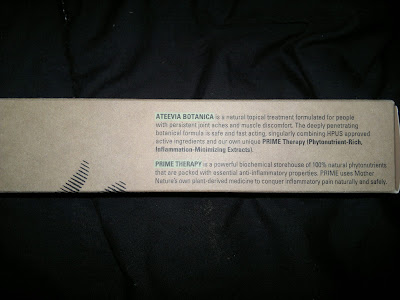 ATEEVIA BOTANICA is a natural topical treatment formulated for people
with persistent joint aches and muscle discomfort. The deeply penetrating
botanical formula is safe and fast acting, singularly combining HPUS approved
active ingredients and our own unique PRIME Therapy (Phytonutrient-Rich,
Inflammation-Minimizing Extracts).
PRIME THERAPY is a powerful biochemical storehouse of 100% natural phytonutrients
that are packed with essential anti-inflammatory properties. PRIME uses Mother
Nature's own plant-derived medicine to conquer inflammatory pain naturally and safely.